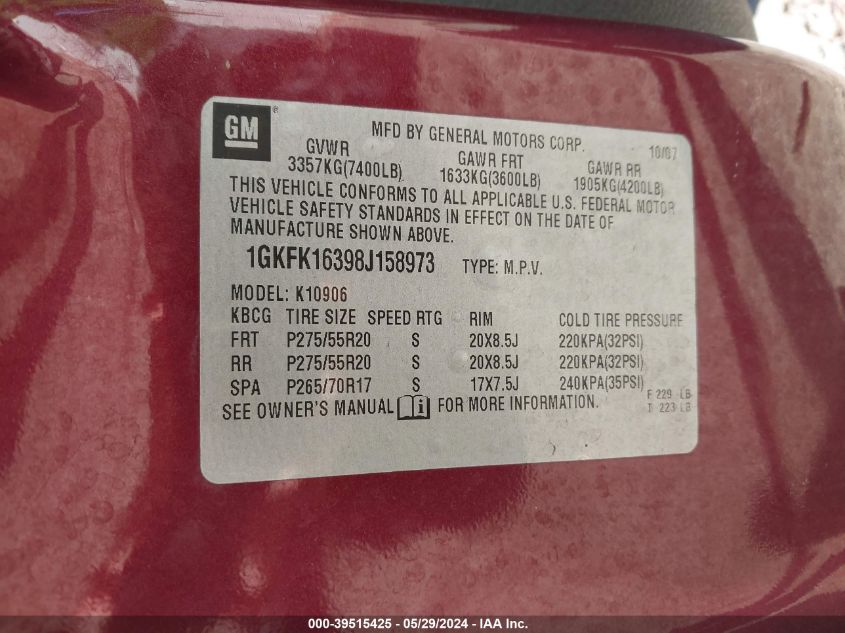 GM ®
MFD BY GENERAL MOTORS CORP. 10/07
GVWR GAWR FRT GAWR RR
3357KG(7400LB) 1633KG(3600LB) 1905KG(4200LB)
THIS VEHICLE CONFORMS TO ALL APPLICABLE U.S. FEDERAL MOTOR
VEHICLE SAFETY STANDARDS IN EFFECT ON THE DATE OF
MANUFACTURE SHOWN ABOVE.
1GKFK16398J158973 TYPE: M.P.V.
MODEL: K10906
KBCG TIRE SIZE SPEED RTG RIM COLD TIRE PRESSURE
FRT P275/55R20 S 20X8.5J 220KPA(32PSI)
RR P275/55R20 S 20X8.5J 220KPA(32PSI)
SPA P265/70R17 S 17X7.5J 240KPA(35PSI)
F 229 LB
SEE OWNER'S MANUAL i FOR MORE INFORMATION.
T 223 LB
000-39515425 - 05/29/2024 - IAA Inc.